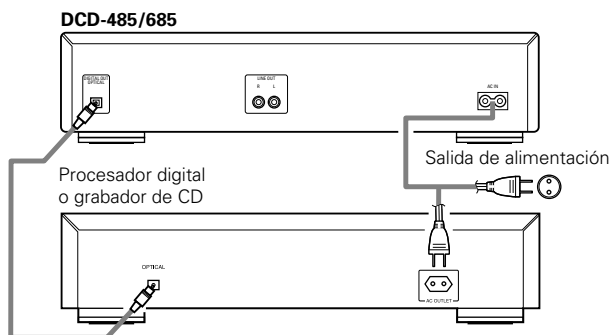 DCD-485/685
DIGITAL OUT
OPTICAL
LINE OUT
R L
AC IN
Salida de alimentación
Procesador digital
o grabador de CD
OPTICAL
AC OUTLET